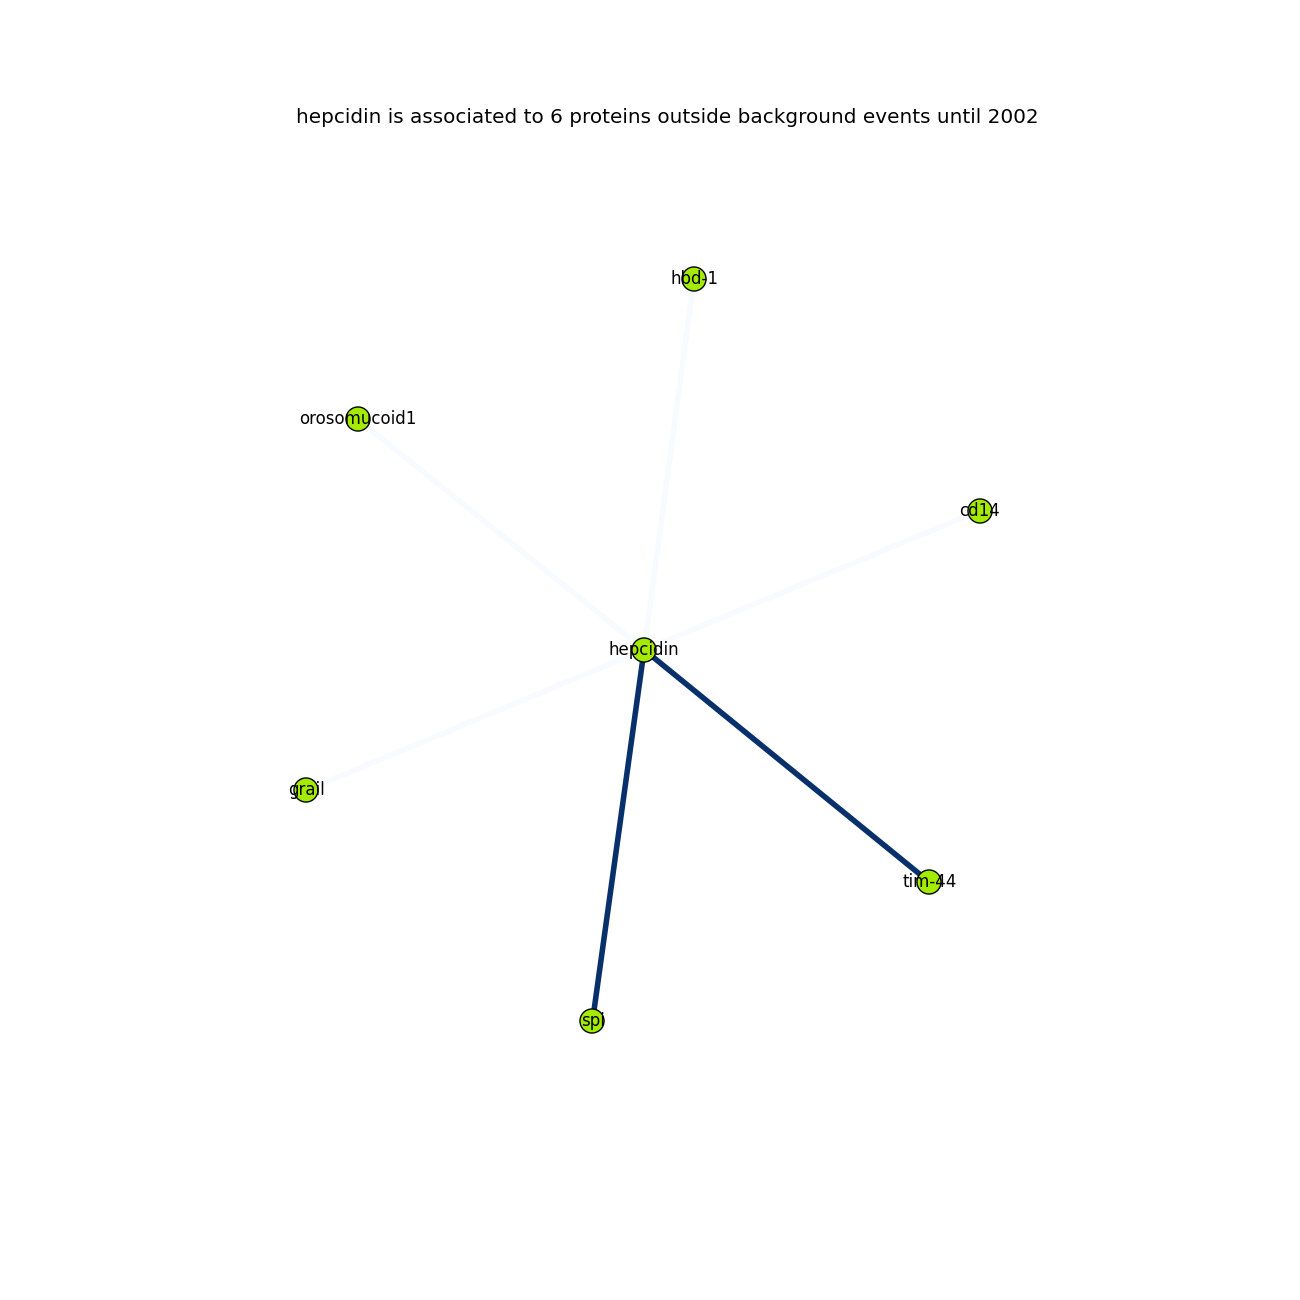 hepcidin is associated to 6 proteins outside background events until 2002
hbd-1
orosomucoid1
cd14
hepcidin
grail
tim-44
spi